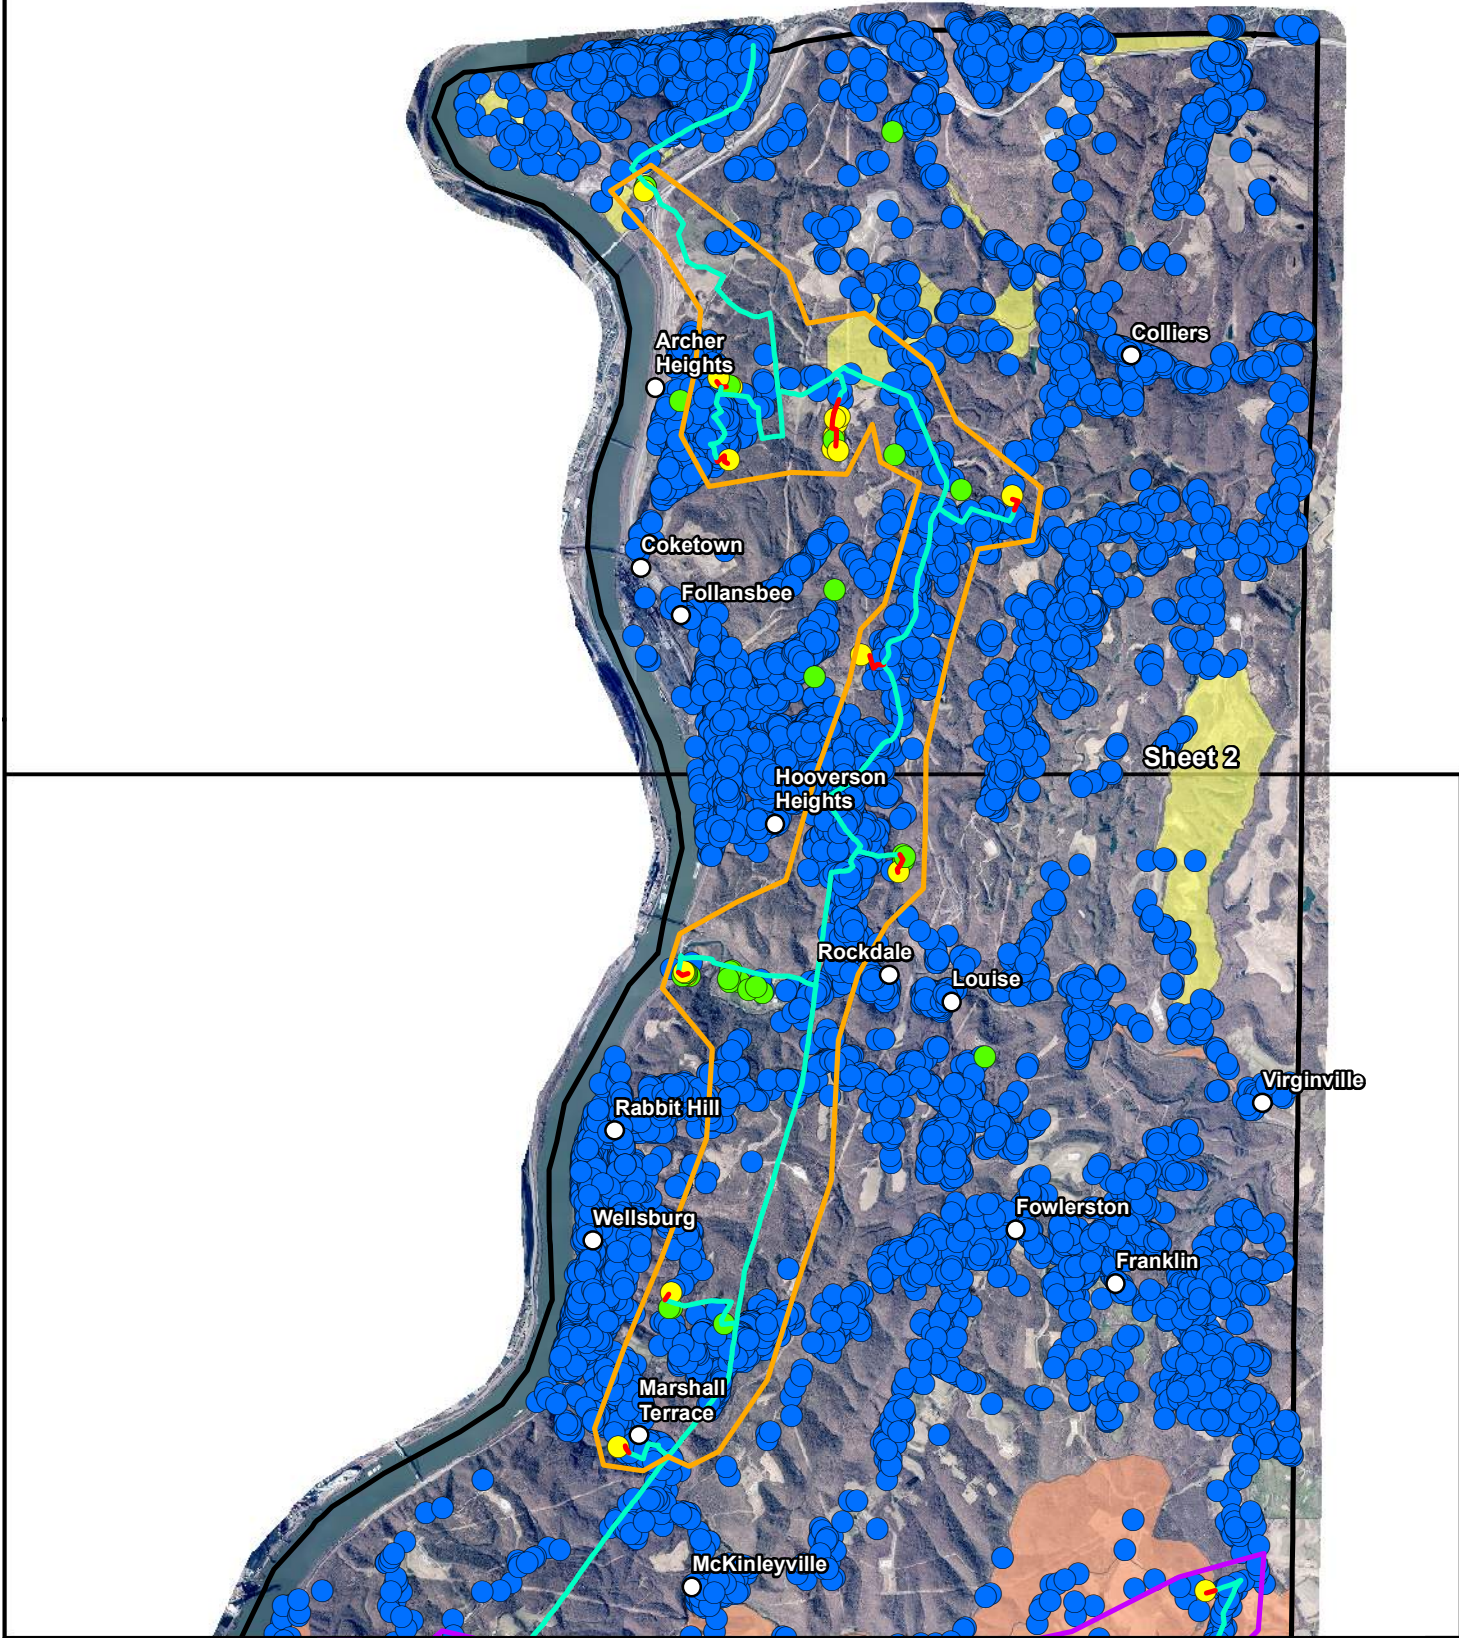 Colliers
Archer
Heights
Coketown
Follansbee
Sheet 2
Hooverson
Heights
Rockdale
Louise
Virginville
Rabbit Hill
Fowlerston
Wellsburg
Franklin
Marshall
Terrace
McKinleyville